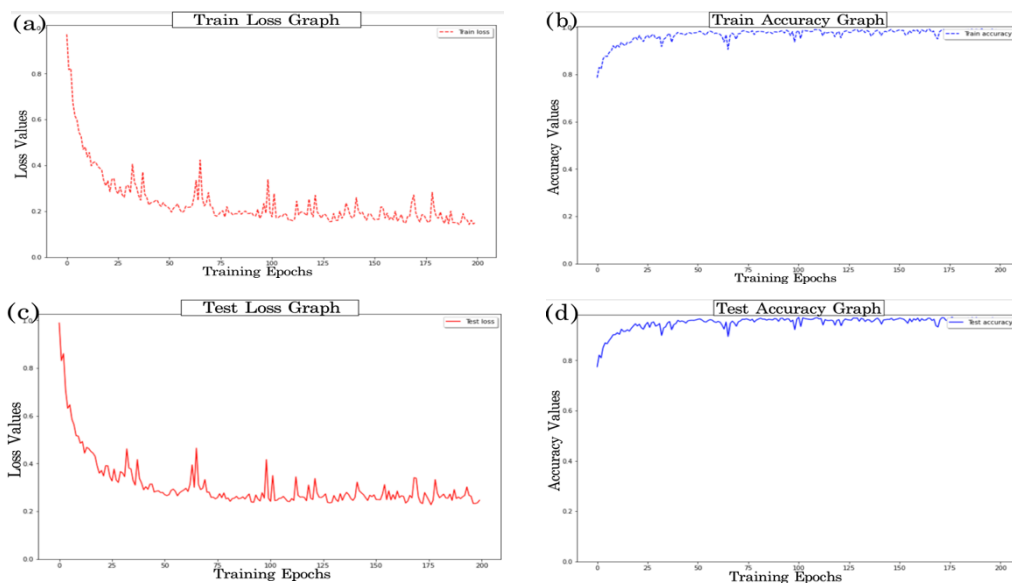 (a)
Train Loss Graph
Train loss
1.0
0.8
0.6
0.4
0.2
0.0
Loss Values
0 25 50 75 100 125 150 175 200
Training Epochs
(b)
Train Accuracy Graph
Train accuracy
1.0
0.8
0.6
0.4
0.2
0.0
Accuracy Values
0 25 50 75 100 125 150 175 200
Training Epochs
(c)
Test Loss Graph
Test loss
1.0
0.8
0.6
0.4
0.2
0.0
Loss Values
0 25 50 75 100 125 150 175 200
Training Epochs
(d)
Test Accuracy Graph
Test accuracy
0.8
0.6
0.4
0.2
0.0
Accuracy Values
0 25 50 75 100 125 150 175 200
Training Epochs